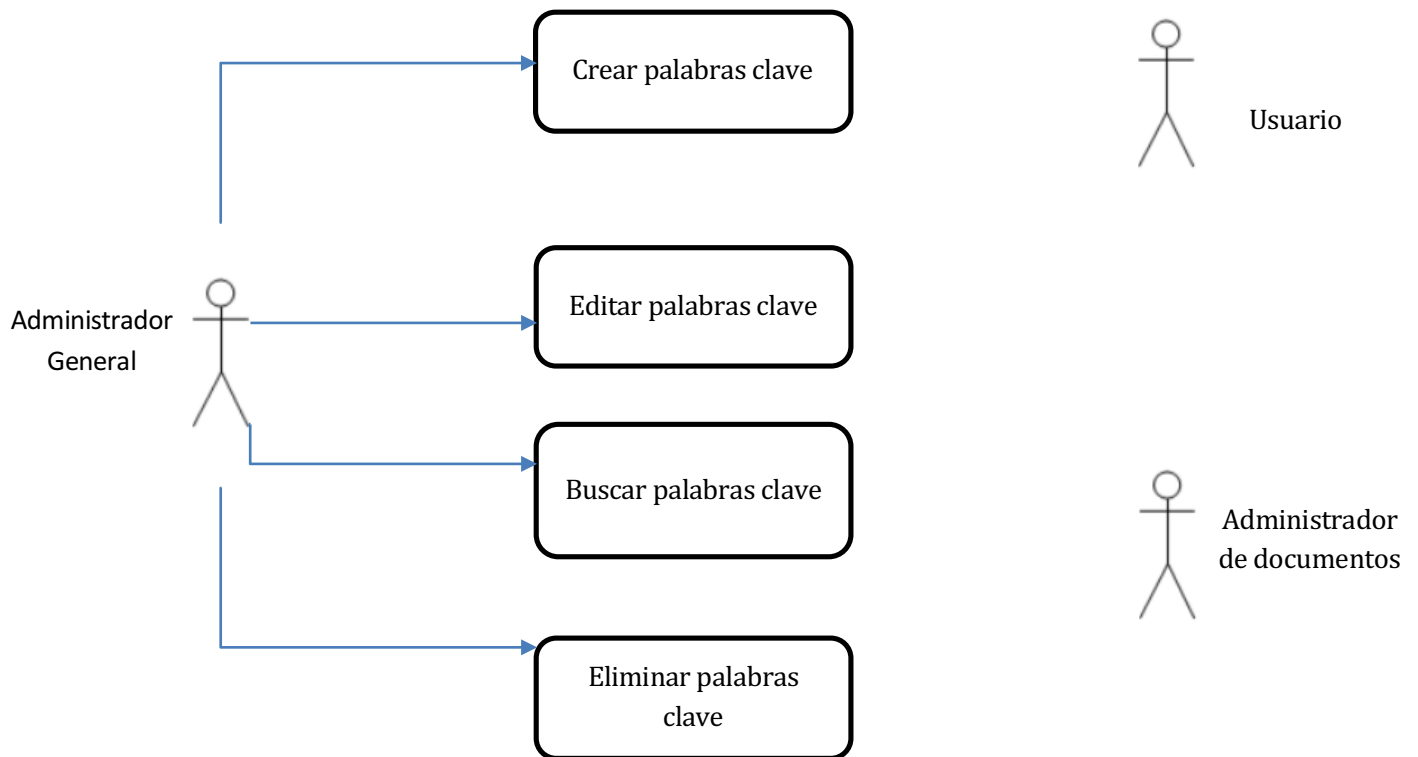 Crear palabras clave
Usuario
Editar palabras clave
Administrador
General
Buscar palabras clave
Administrador
de documentos
Eliminar palabras
clave